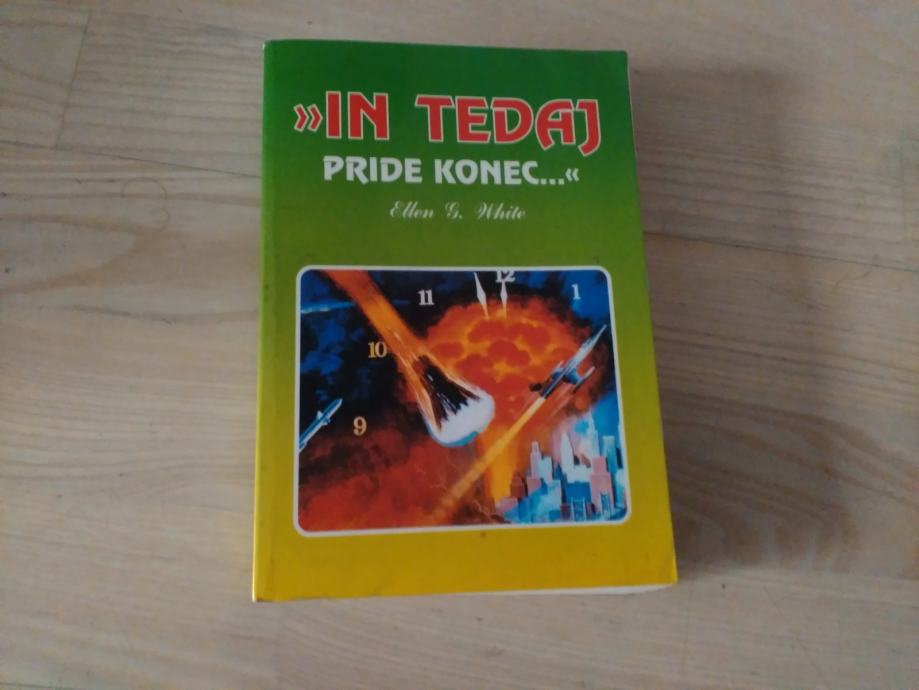 »IN TEDAJ
PRIDE KONEC...«
Ellen G. White
12
11
1
10
9